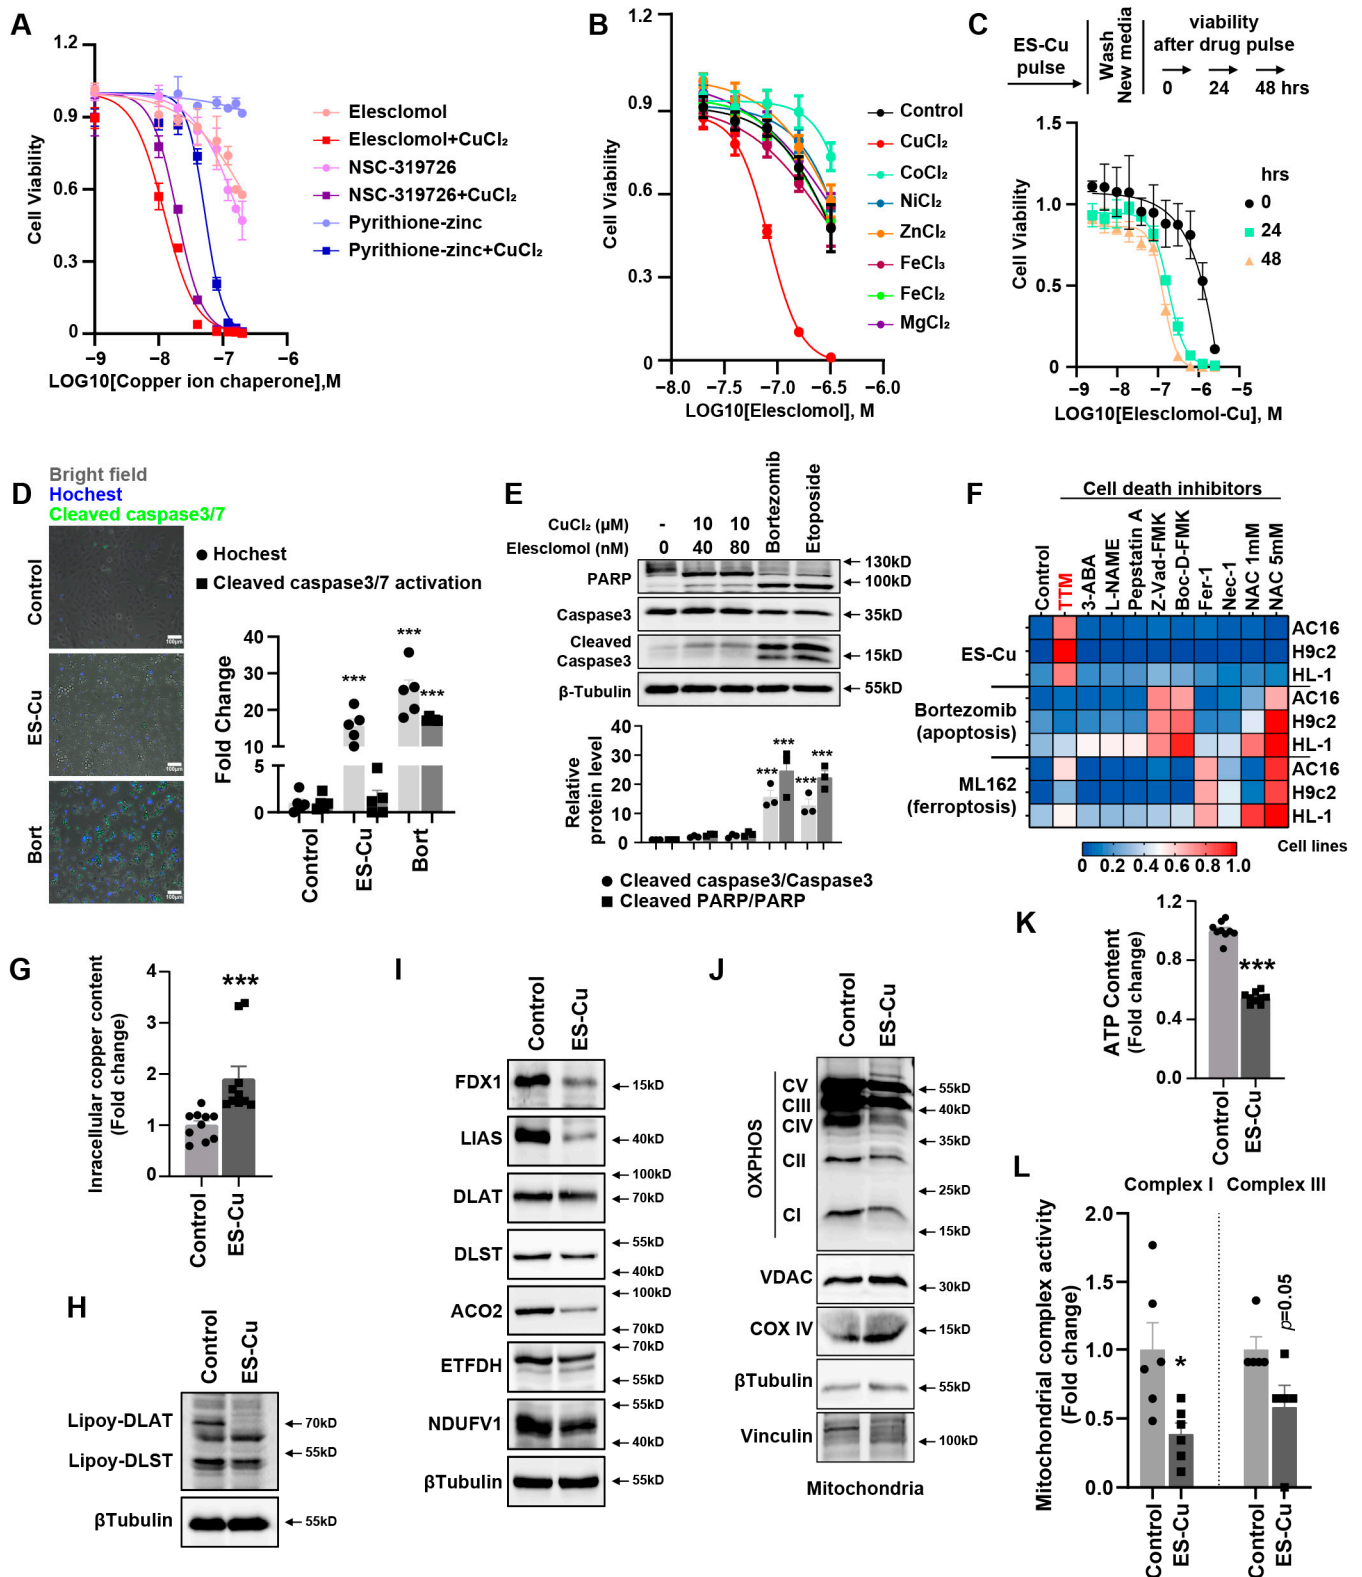 A
1.2
0.9
0.6
0.3
0
Cell Viability
−9
−8
−7
−6
LOG10[Copper ion chaperone],M
Elesclomol
Elesclomol+CuCl₂
NSC-319726
NSC-319726+CuCl₂
Pyrithione-zinc
Pyrithione-zinc+CuCl₂
B
1.2
0.9
0.6
0.3
0
Cell Viability
−8.0
−7.5
−7.0
−6.5
−6.0
LOG10[Elesclomol], M
Control
CuCl₂
CoCl₂
NiCl₂
ZnCl₂
FeCl₃
FeCl₂
MgCl₂
C
ES-Cu
pulse
Wash
New media
viability
after drug pulse
0
24
48 hrs
1.5
1.0
0.5
0
Cell Viability
−9
−8
−7
−6
−5
LOG10[Elesclomol-Cu], M
hrs
0
24
48
D
Bright field
Hochest
Cleaved caspase3/7
Control
ES-Cu
Bort
100μm
100μm
100μm
Hochest
Cleaved caspase3/7 activation
Fold Change
40
30
20
10
5
0
***
***
***
Control
ES-Cu
Bort
E
CuCl₂ (μM)
-
10
10
Elesclomol (nM)
0
40
80
Bortezomib
Etoposide
PARP
130kD
100kD
Caspase3
35kD
Cleaved
Caspase3
15kD
β-Tubulin
55kD
Relative
protein level
40
30
20
10
0
***
***
***
***
Cleaved caspase3/Caspase3
Cleaved PARP/PARP
F
Cell death inhibitors
Control
TTM
3-ABA
L-NAME
Pepstatin A
Z-Vad-FMK
Boc-D-FMK
Fer-1
Nec-1
NAC 1mM
NAC 5mM
ES-Cu
AC16
H9c2
HL-1
Bortezomib
(apoptosis)
AC16
H9c2
HL-1
ML162
(ferroptosis)
AC16
H9c2
HL-1
0
0.2
0.4
0.6
1.0
Cell lines
G
Inracellular copper content
(Fold change)
4
3
2
1
0
***
Control
ES-Cu
H
Control
ES-Cu
Lipoy-DLAT
70kD
Lipoy-DLST
55kD
βTubulin
55kD
I
Control
ES-Cu
FDX1
15kD
LIAS
40kD
DLAT
100kD
70kD
DLST
55kD
40kD
ACO2
100kD
70kD
ETFDH
70kD
55kD
NDUFV1
55kD
40kD
βTubulin
55kD
J
Control
ES-Cu
OXPHOS
CV
CIII
CIV
CII
CI
55kD
40kD
35kD
25kD
15kD
VDAC
30kD
COX IV
15kD
βTubulin
55kD
Vinculin
100kD
Mitochondria
K
ATP Content
(Fold change)
1.2
0.8
0.4
0.0
***
Control
ES-Cu
L
Complex I
Complex III
Mitochondrial complex activity
(Fold change)
2.0
1.5
1.0
0.5
0.0
*
p=0.05
Control
ES-Cu
Control
ES-Cu